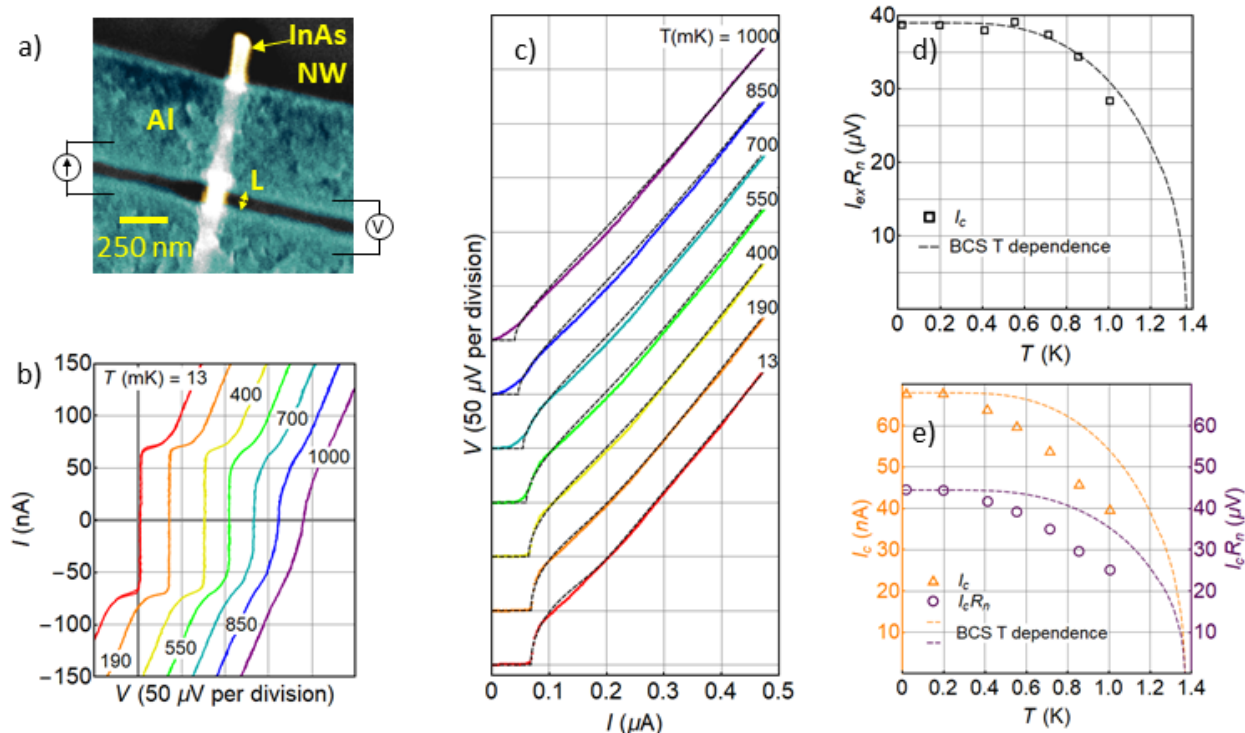 a)
InAs
NW
Al
L
250 nm
V
b)
T (mK) = 13
400
700
1000
190
550
850
150
100
50
0
−50
−100
−150
I (nA)
V (50 µV per division)
c)
T(mK)= 1000
850
700
550
400
190
13
V (50 µV per division)
0
0.1
0.2
0.3
0.4
0.5
I (µA)
d)
40
30
39
10
IexRn (µV)
Ic
BCS T dependence
0
0.2
0.4
0.6
0.8
1.0
1.2
1.4
T (K)
e)
60
50
40
30
20
10
Ic (nA)
60
50
40
30
20
10
IcRn (µV)
Ic
IcRn
BCS T dependence
0
0.2
0.4
0.6
0.8
1.0
1.2
1.4
T (K)